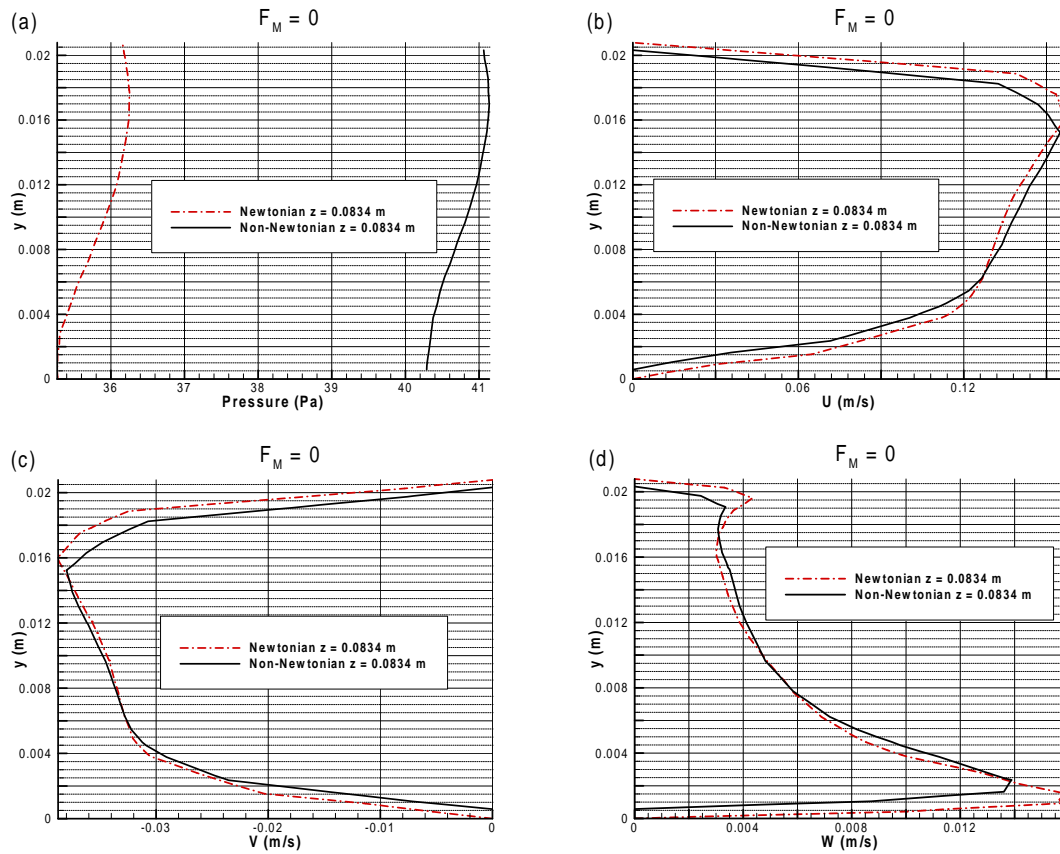 (a)
F_M = 0
0.02
0.016
0.012
0.008
0.004
0
y (m)
Newtonian z = 0.0834 m
Non-Newtonian z = 0.0834 m
36
37
38
39
40
41
Pressure (Pa)
(b)
F_M = 0
0.02
0.016
0.012
0.008
0.004
0
y (m)
Newtonian z = 0.0834 m
Non-Newtonian z = 0.0834 m
0
0.06
0.12
U (m/s)
(c)
F_M = 0
0.02
0.016
0.012
0.008
0.004
0
y (m)
Newtonian z = 0.0834 m
Non-Newtonian z = 0.0834 m
-0.03
-0.02
-0.01
0
V (m/s)
(d)
F_M = 0
0.02
0.016
0.012
0.008
0.004
0
y (m)
Newtonian z = 0.0834 m
Non-Newtonian z = 0.0834 m
0
0.004
0.008
0.012
W (m/s)